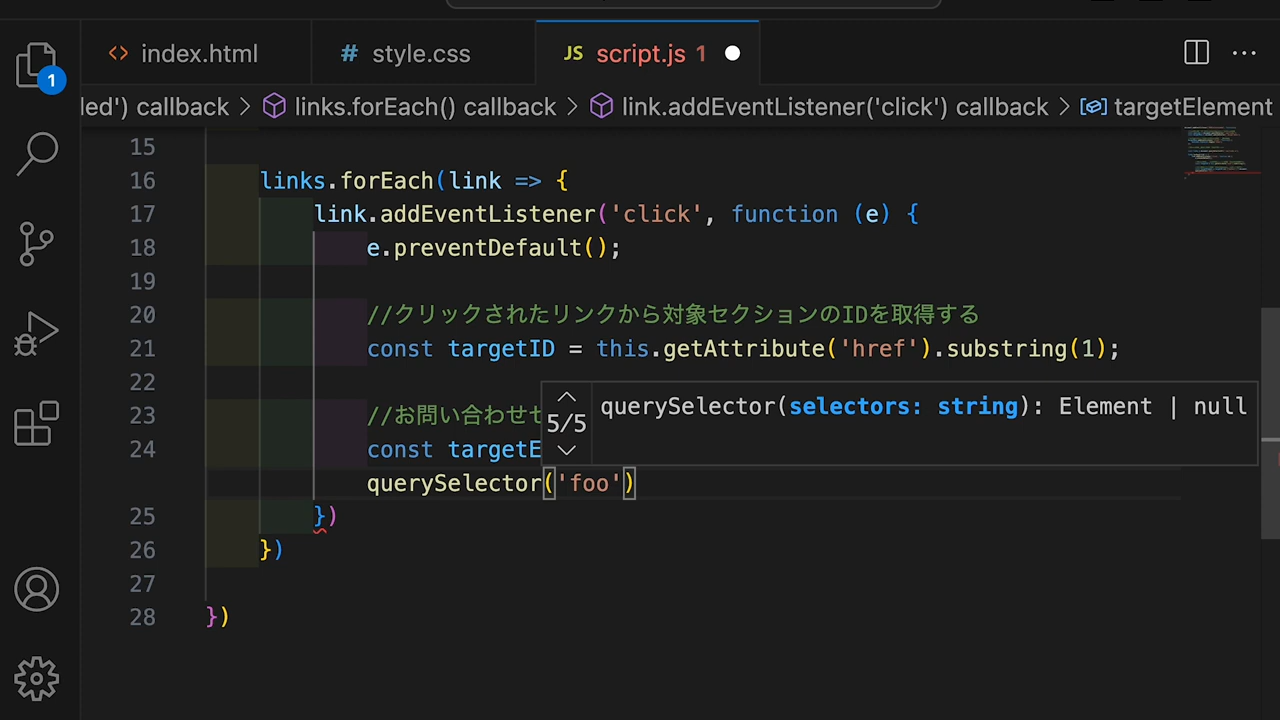 index.html
# style.css
JS script.js 1
1
led') callback > links.forEach() callback > link.addEventListener('click') callback > targetElement
15
16 links.forEach(link => {
17 link.addEventListener('click', function (e) {
18 e.preventDefault();
19
20 //クリックされたリンクから対象セクションのIDを取得する
21 const targetID = this.getAttribute('href').substring(1);
22
23 //お問い合わせセ
24 const targetE
5/5 querySelector(selectors: string): Element | null
querySelector('foo')
25 })
26 })
27
28 })